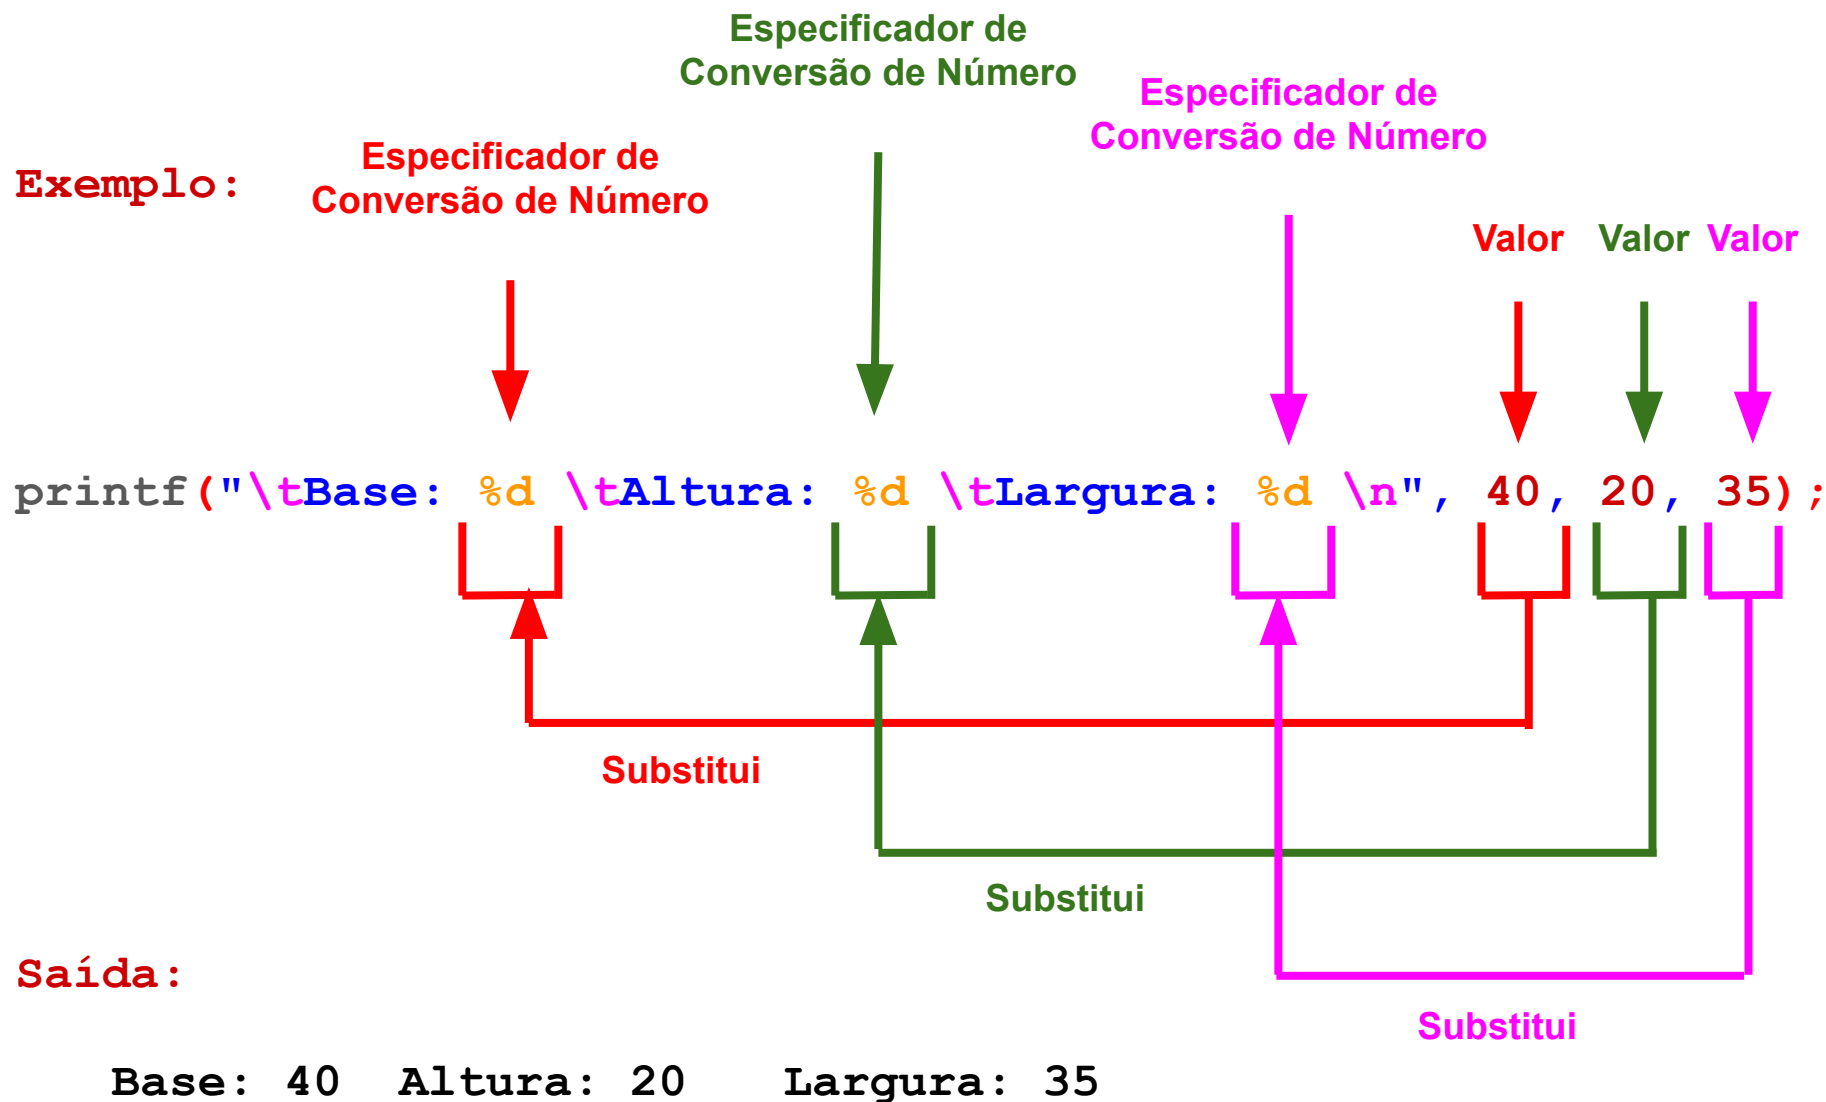 Especificador de
Conversão de Número
Especificador de
Conversão de Número
Especificador de
Conversão de Número
Exemplo:
Valor Valor Valor
printf("\tBase: %d \tAltura: %d \tLargura: %d \n", 40, 20, 35);
Substitui
Substitui
Saída:
Substitui
Base: 40 Altura: 20 Largura: 35